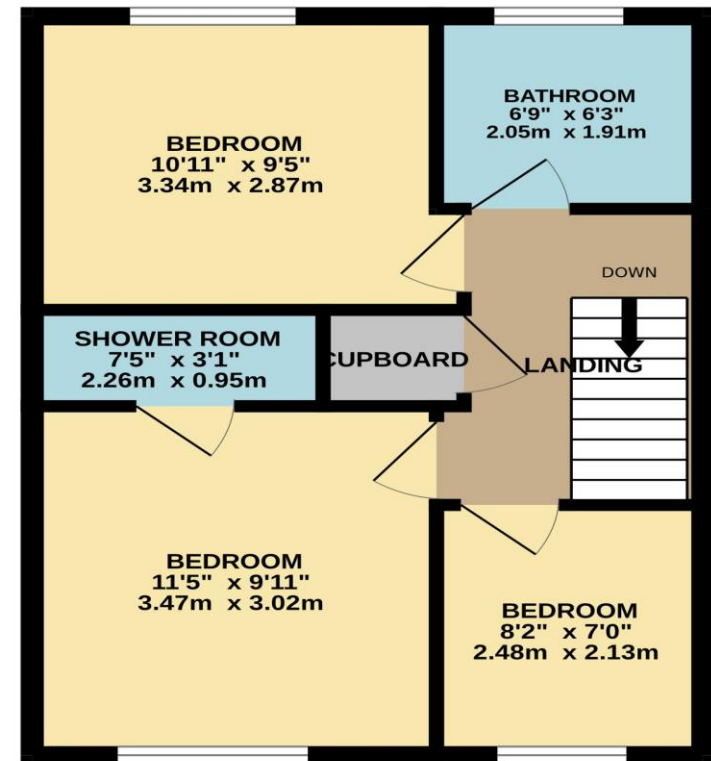 BEDROOM
10'11" x 9'5"
3.34m x 2.87m
BATHROOM
6'9" x 6'3"
2.05m x 1.91m
DOWN
SHOWER ROOM
7'5" x 3'1"
2.26m x 0.95m
CUPBOARD
LANDING
BEDROOM
11'5" x 9'11"
3.47m x 3.02m
BEDROOM
8'2" x 7'0"
2.48m x 2.13m